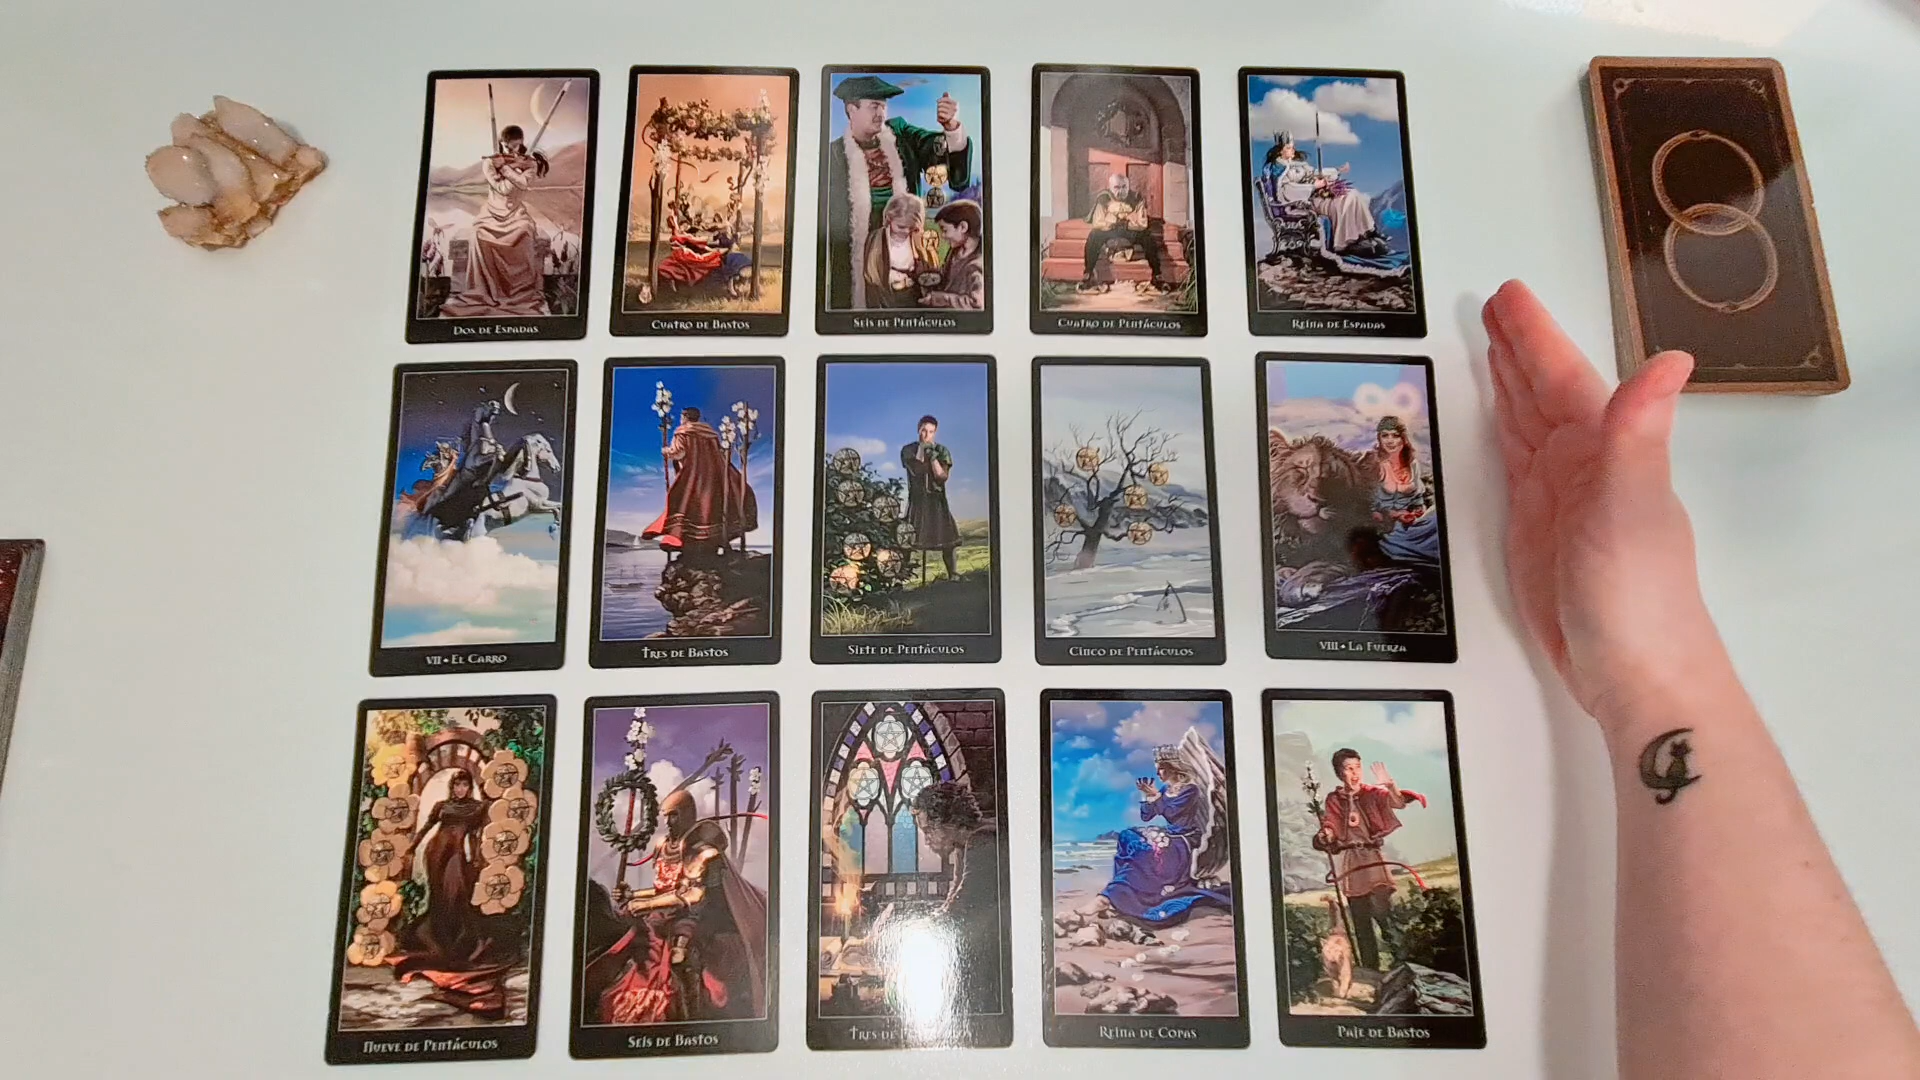 Dos de Espadas
Cuatro de Bastos
Seis de Pentáculos
Cuatro de Pentáculos
Reina de Espadas
VII • El Carro
Tres de Bastos
Siete de Pentáculos
Cinco de Pentáculos
VIII • La Fuerza
Nueve de Pentáculos
Seis de Bastos
Tres de
Reina de Copas
Paje de Bastos